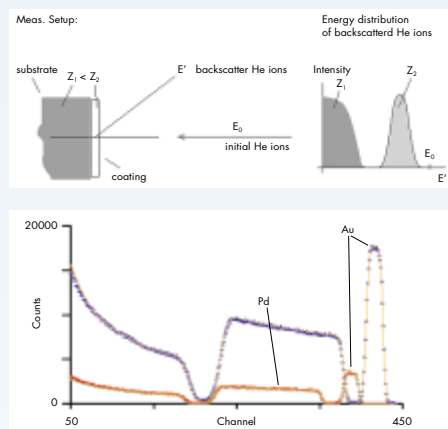 Meas. Setup:
Energy distribution
of backscatterd He ions
substrate
Z1 < Z2
E' backscatter He ions
Intensity
Z1
Z2
E0
initial He ions
coating
E0
E'
20000
Counts
0
50
Channel
450
Pd
Au